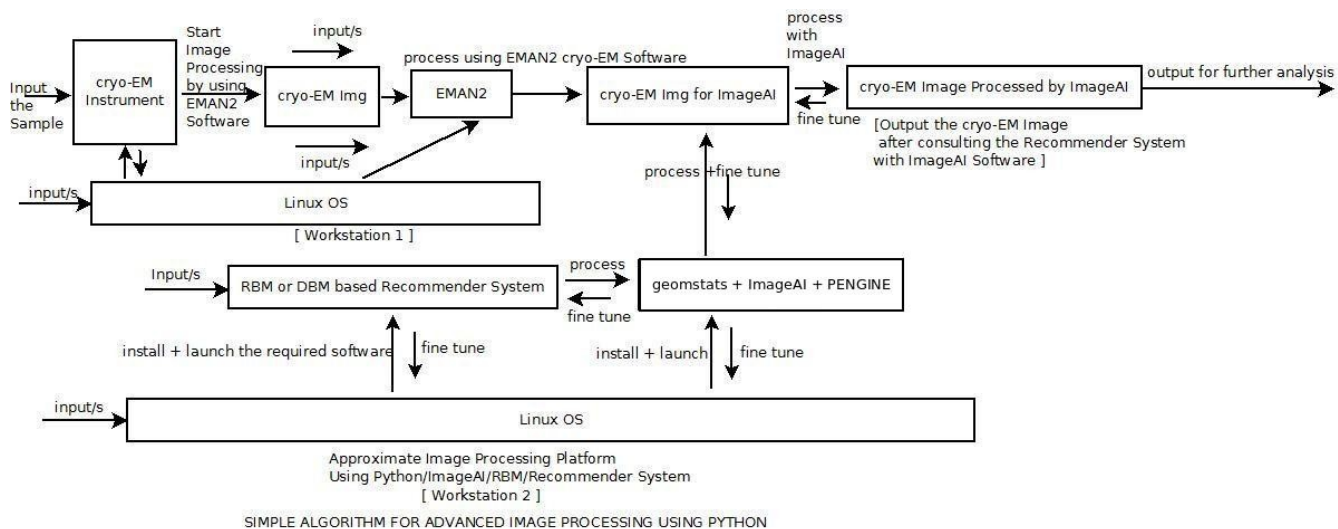 Input
the
Sample
cryo-EM
Instrument
Start
Image
Processing
by using
EMAN2
Software
input/s
cryo-EM Img
input/s
process using EMAN2 cryo-EM Software
EMAN2
cryo-EM Img for ImageAI
process
with
ImageAI
fine tune
cryo-EM Image Processed by ImageAI
output for further analysis
[Output the cryo-EM Image
after consulting the Recommender System
with ImageAI Software ]
input/s
Linux OS
[ Workstation 1 ]
process +fine tune
Input/s
RBM or DBM based Recommender System
process
fine tune
geomstats + ImageAI + PENGINE
install + launch the required software
fine tune
install + launch
fine tune
input/s
Linux OS
Approximate Image Processing Platform
Using Python/ImageAI/RBM/Recommender System
[ Workstation 2 ]
SIMPLE ALGORITHM FOR ADVANCED IMAGE PROCESSING USING PYTHON